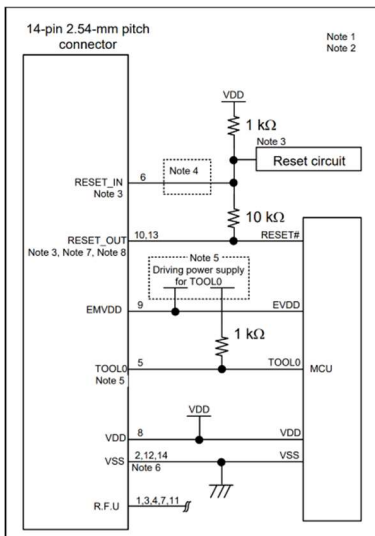 14-pin 2.54-mm pitch
connector
Note 1
Note 2
VDD
1 kΩ
Note 3
Reset circuit
Note 4
RESET_IN
6
Note 3
10 kΩ
RESET_OUT
10,13
RESET#
Note 3, Note 7, Note 8
Note 5
Driving power supply
for TOOL0
EMVDD
9
EVDD
1 kΩ
TOOL0
5
TOOL0
MCU
Note 5
VDD
VDD
8
VDD
VSS
2,12,14
VSS
Note 6
R.F.U
1,3,4,7,11